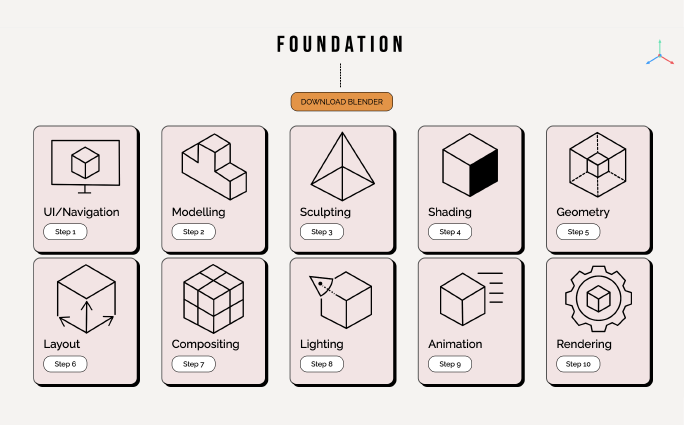 FOUNDATION
DOWNLOAD BLENDER
UI/Navigation
Step 1
Modelling
Step 2
Sculpting
Step 3
Shading
Step 4
Geometry
Step 5
Layout
Step 6
Compositing
Step 7
Lighting
Step 8
Animation
Step 9
Rendering
Step 10